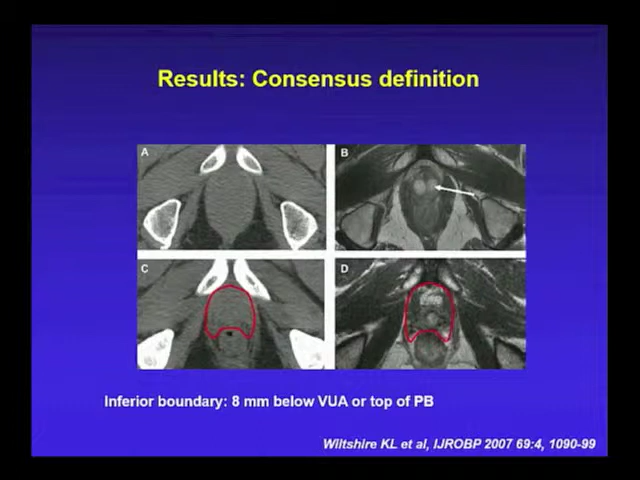 Results: Consensus definition
A
B
C
D
Inferior boundary: 8 mm below VUA or top of PB
Wiltshire KL et al, IJROBP 2007 69:4, 1090-99